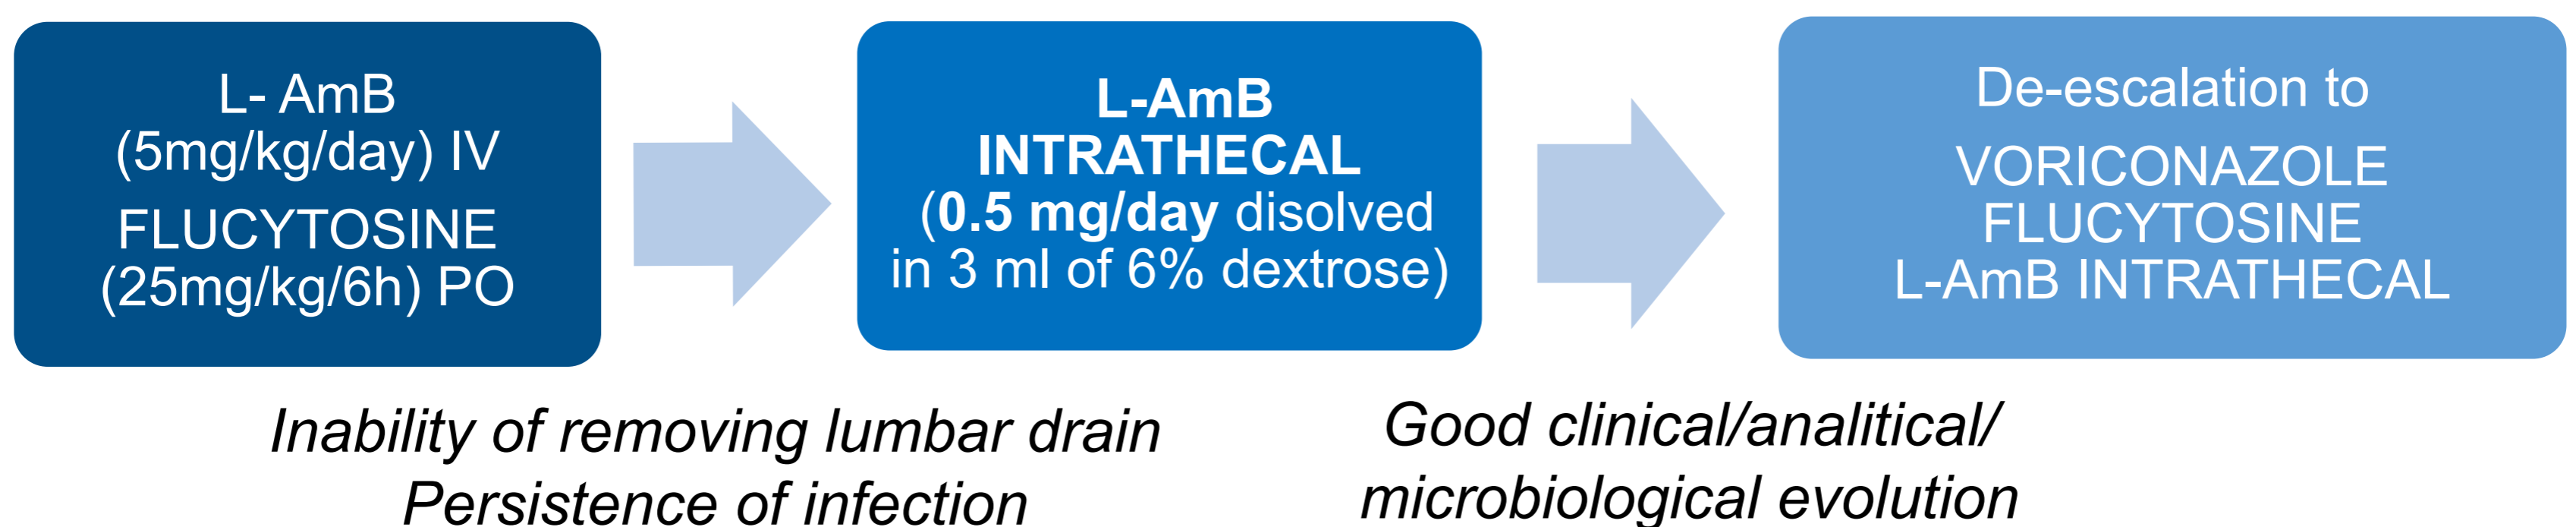 L- AmB
(5mg/kg/day) IV
FLUCYTOSINE
(25mg/kg/6h) PO
L-AmB
INTRATHECAL
(0.5 mg/day disolved
in 3 ml of 6% dextrose)
De-escalation to
VORICONAZOLE
FLUCYTOSINE
L-AmB INTRATHECAL
Inability of removing lumbar drain
Persistence of infection
Good clinical/analitical/
microbiological evolution